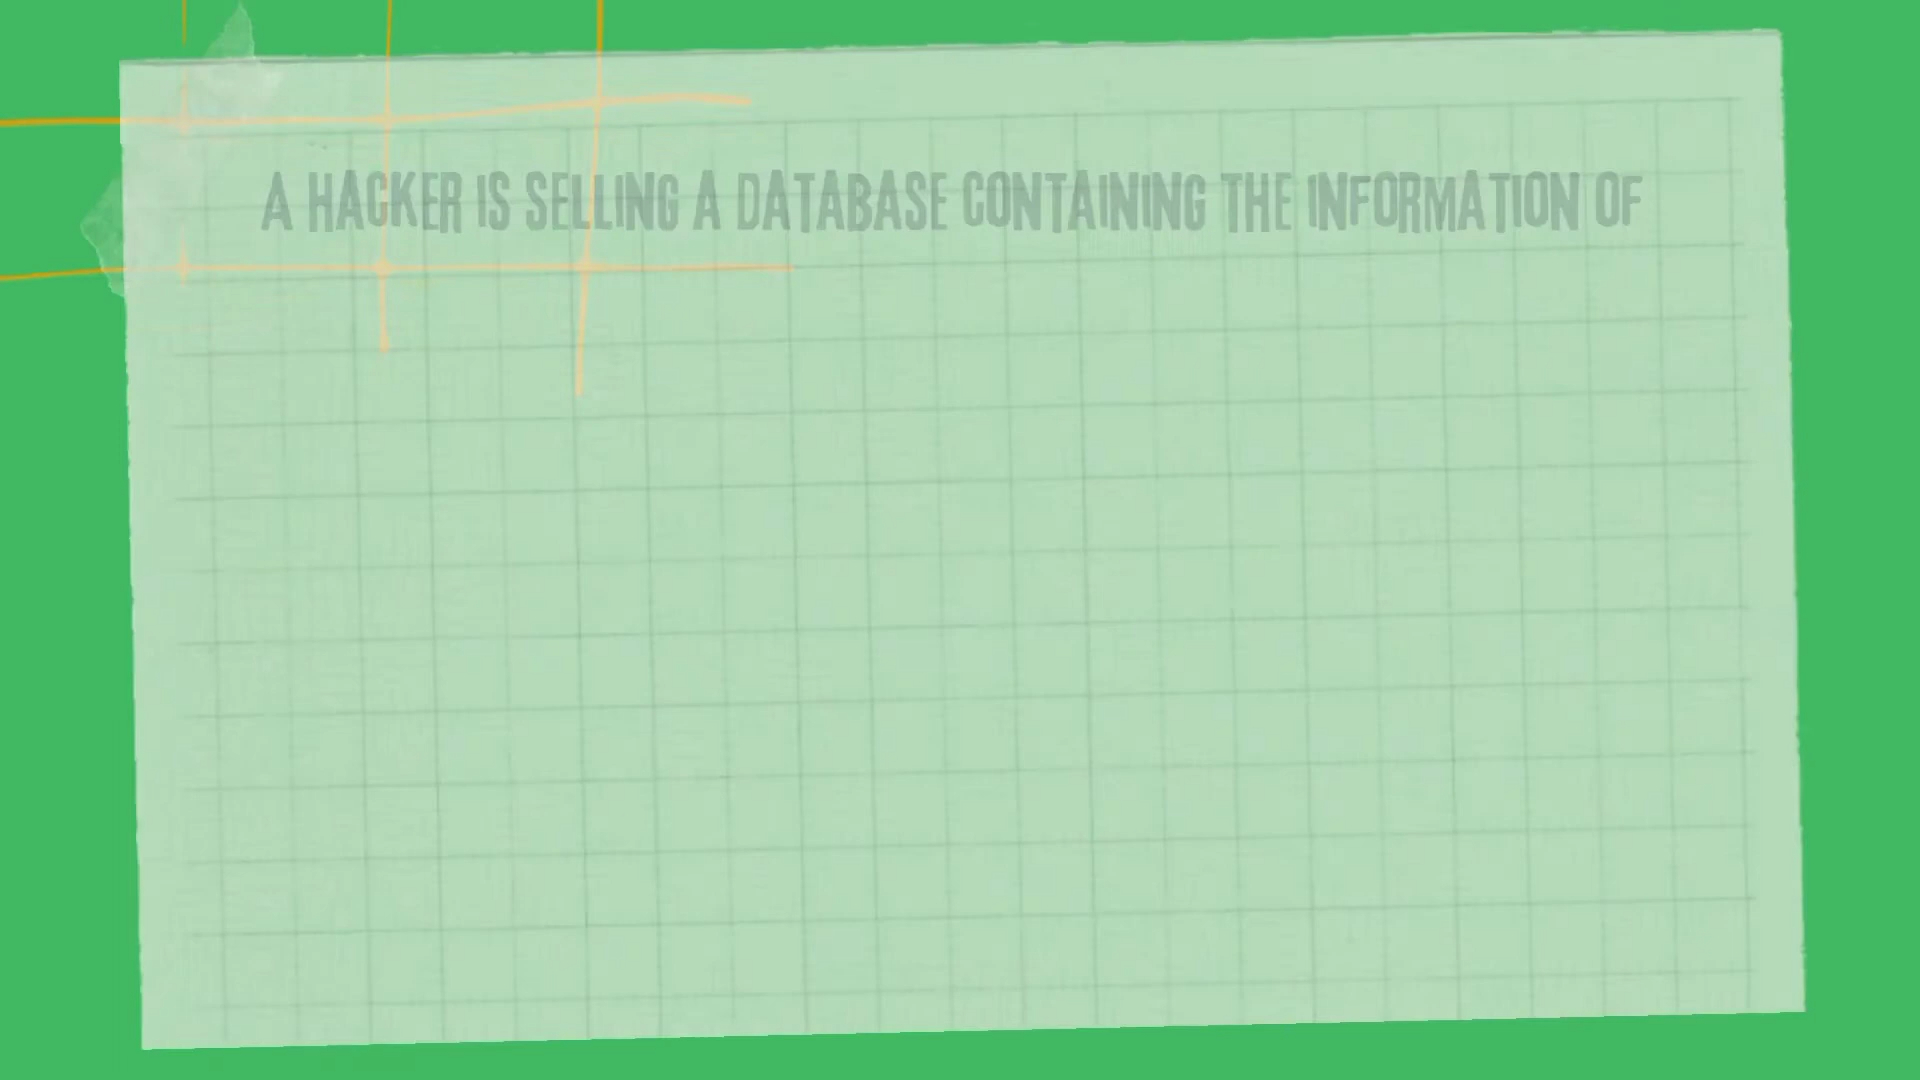 A HACKER IS SELLING A DATABASE CONTAINING THE INFORMATION OF